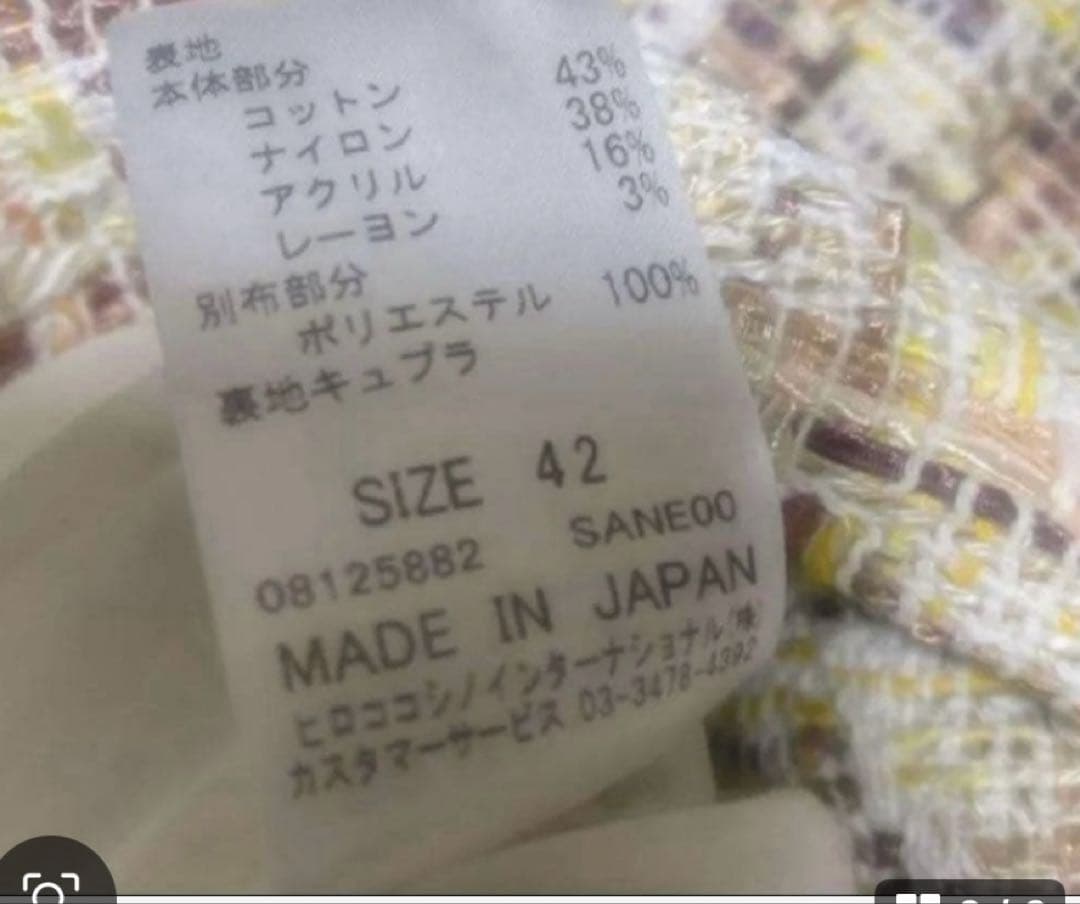 表地
本体部分
コットン 43%
ナイロン 38%
アクリル 16%
レーヨン 3%
別布部分
ポリエステル 100%
裏地キュプラ
SIZE 42
08125882 SANE00
MADE IN JAPAN
ヒロココシノインターナショナル(株)
カスタマーサービス 03-3478-4392